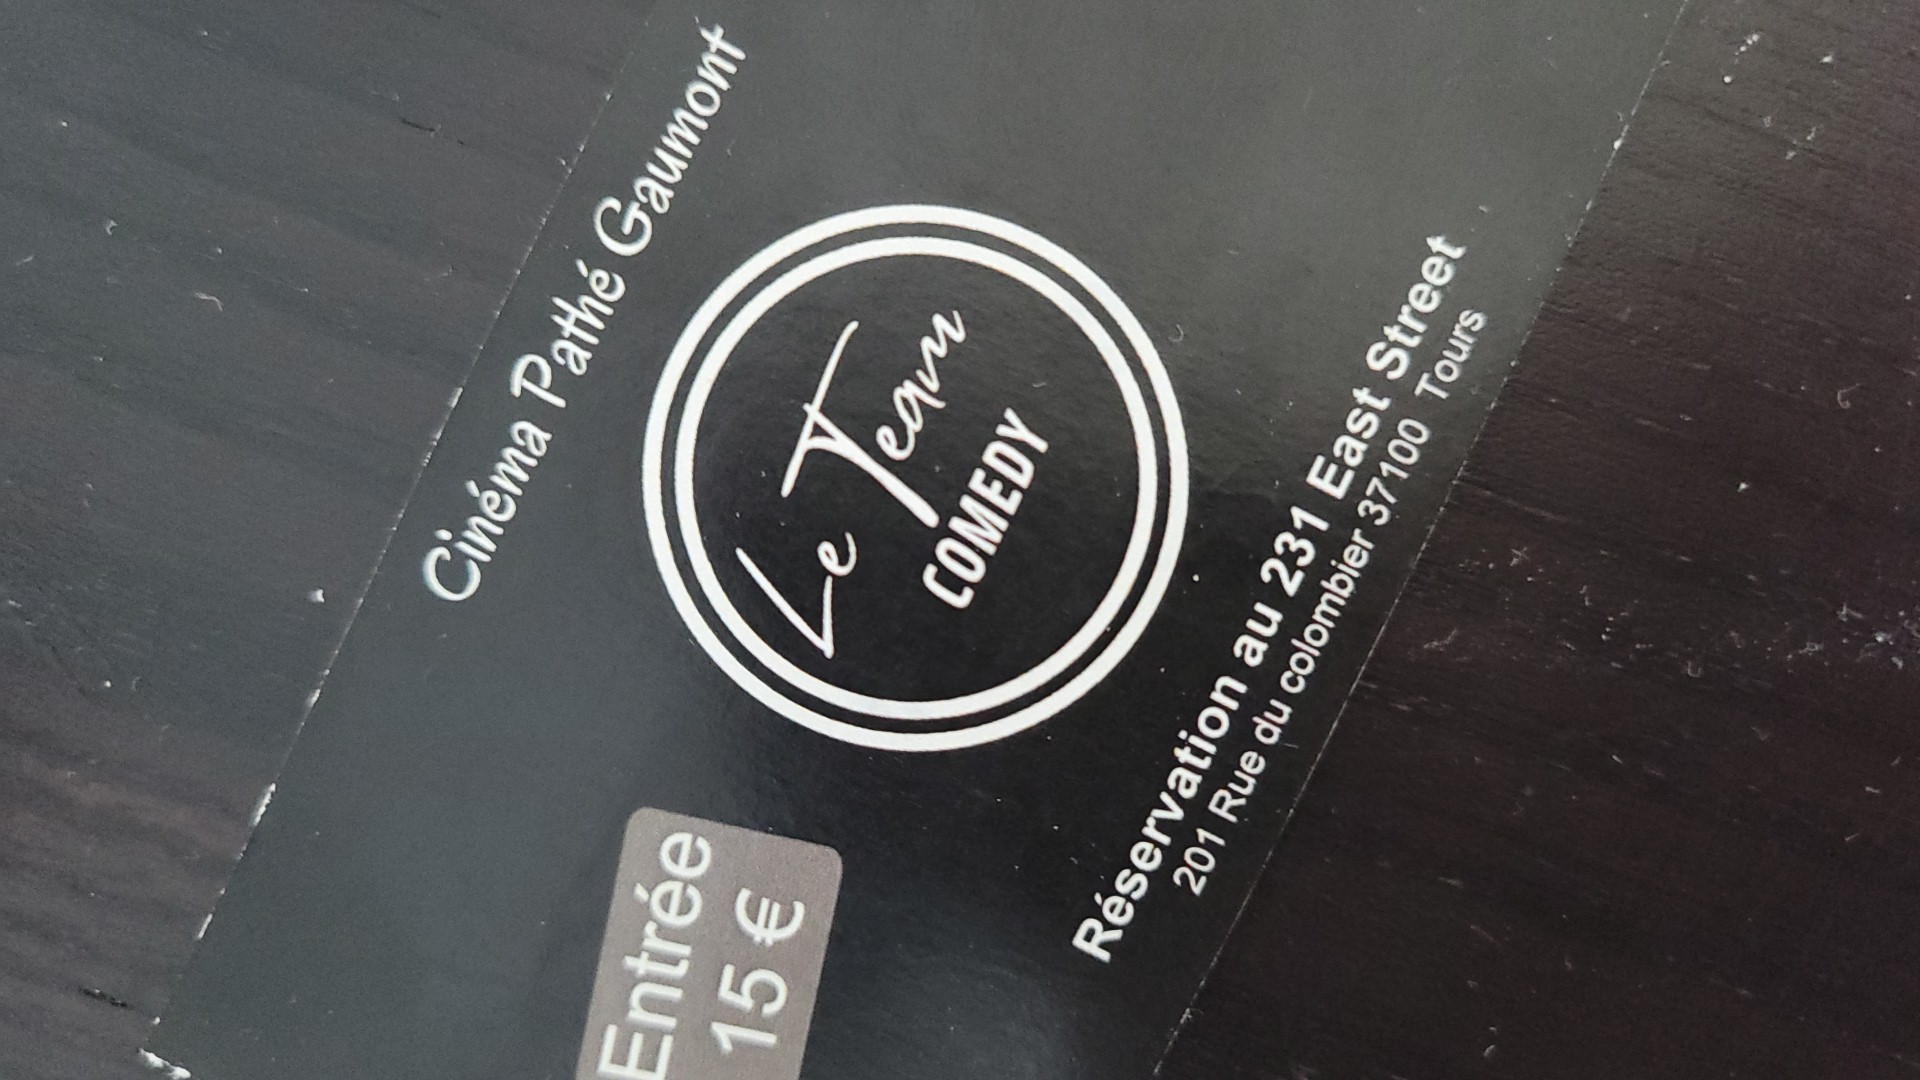 Cinéma Pathé Gaumont
Le Team
COMEDY
Entrée
15 €
Réservation au 231 East Street
201 Rue du colombier 37100 Tours